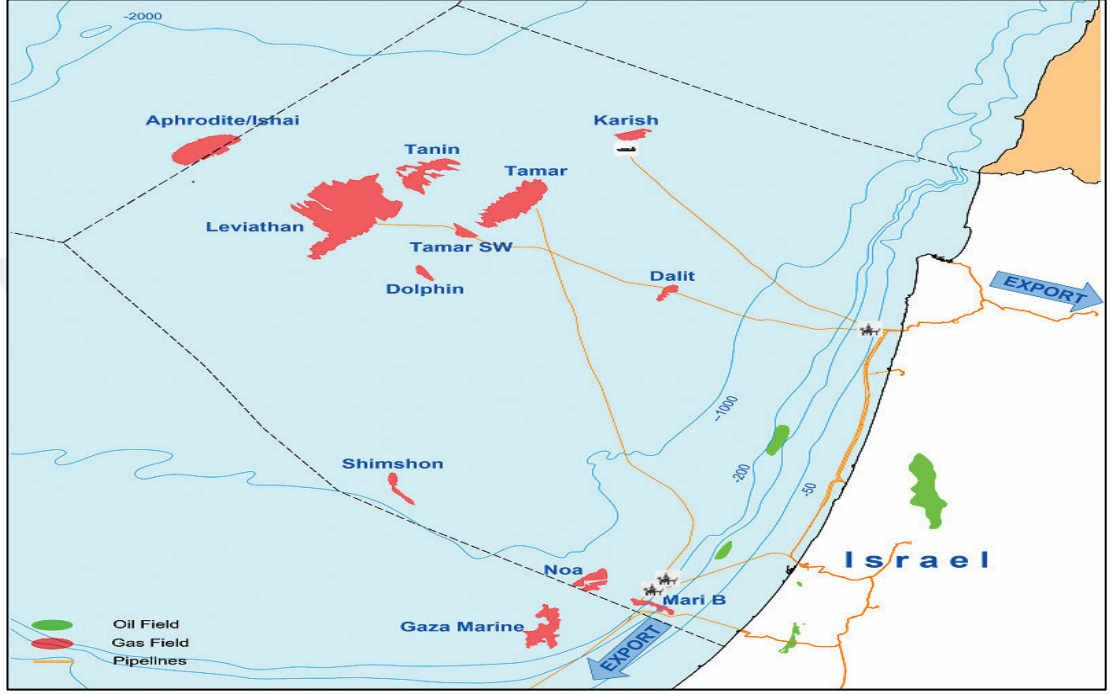 -2000
Aphrodite/Ishai
Karish
Tanin
Tamar
Leviathan
Tamar SW
Dolphin
Dalit
EXPORT
-1000
-200
-50
Shimshon
Israel
Noa
Mari B
Gaza Marine
EXPORT
Oil Field
Gas Field
Pipelines